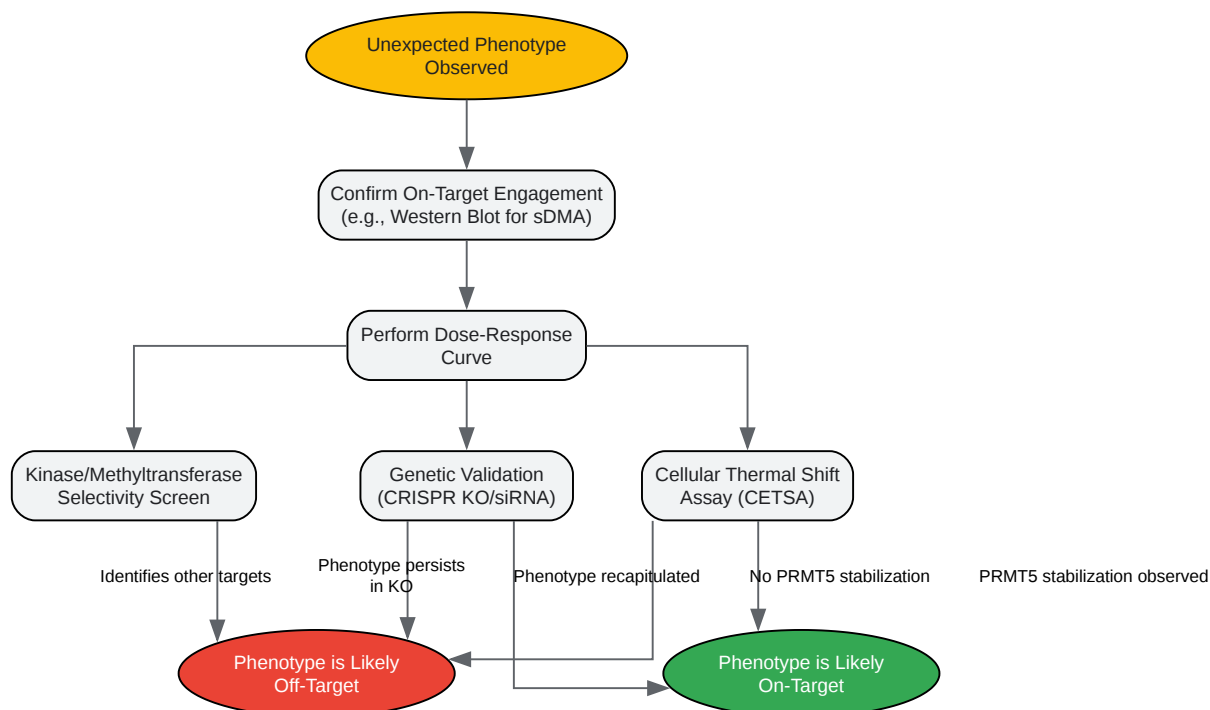 Unexpected Phenotype
Observed
Confirm On-Target Engagement
(e.g., Western Blot for sDMA)
Perform Dose-Response
Curve
Kinase/Methyltransferase
Selectivity Screen
Genetic Validation
(CRISPR KO/siRNA)
Cellular Thermal Shift
Assay (CETSA)
Identifies other targets
Phenotype persists
in KO
Phenotype recapitulated
No PRMT5 stabilization
PRMT5 stabilization observed
Phenotype is Likely
Off-Target
Phenotype is Likely
On-Target